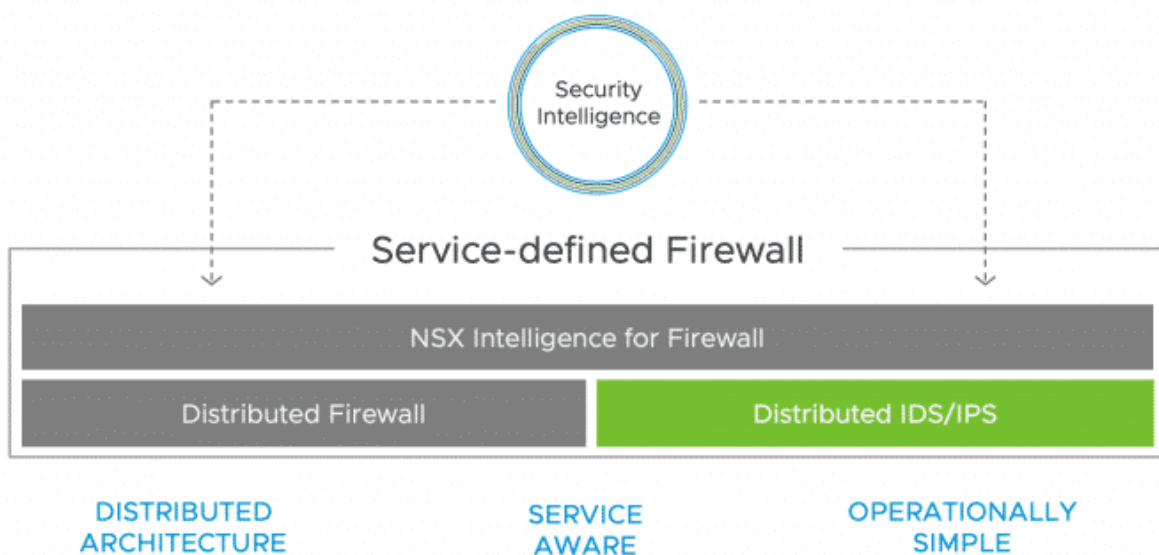 Security
Intelligence
Service-defined Firewall
NSX Intelligence for Firewall
Distributed Firewall
Distributed IDS/IPS
DISTRIBUTED
ARCHITECTURE
SERVICE
AWARE
OPERATIONALLY
SIMPLE